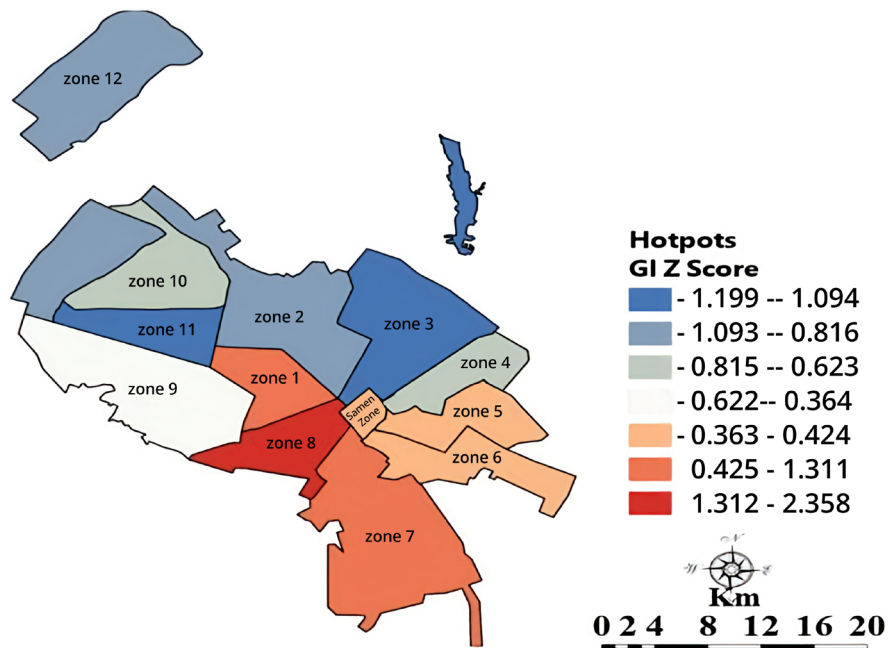 zone 12
Hotpots
GI Z Score
- 1.199 -- 1.094
- 1.093 -- 0.816
- 0.815 -- 0.623
- 0.622-- 0.364
- 0.363 - 0.424
0.425 - 1.311
1.312 - 2.358
zone 10
zone 11
zone 2
zone 3
zone 4
zone 9
zone 1
Samen
Zone
zone 5
zone 8
zone 6
zone 7
N
W
E
Km
0 2 4 8 12 16 20